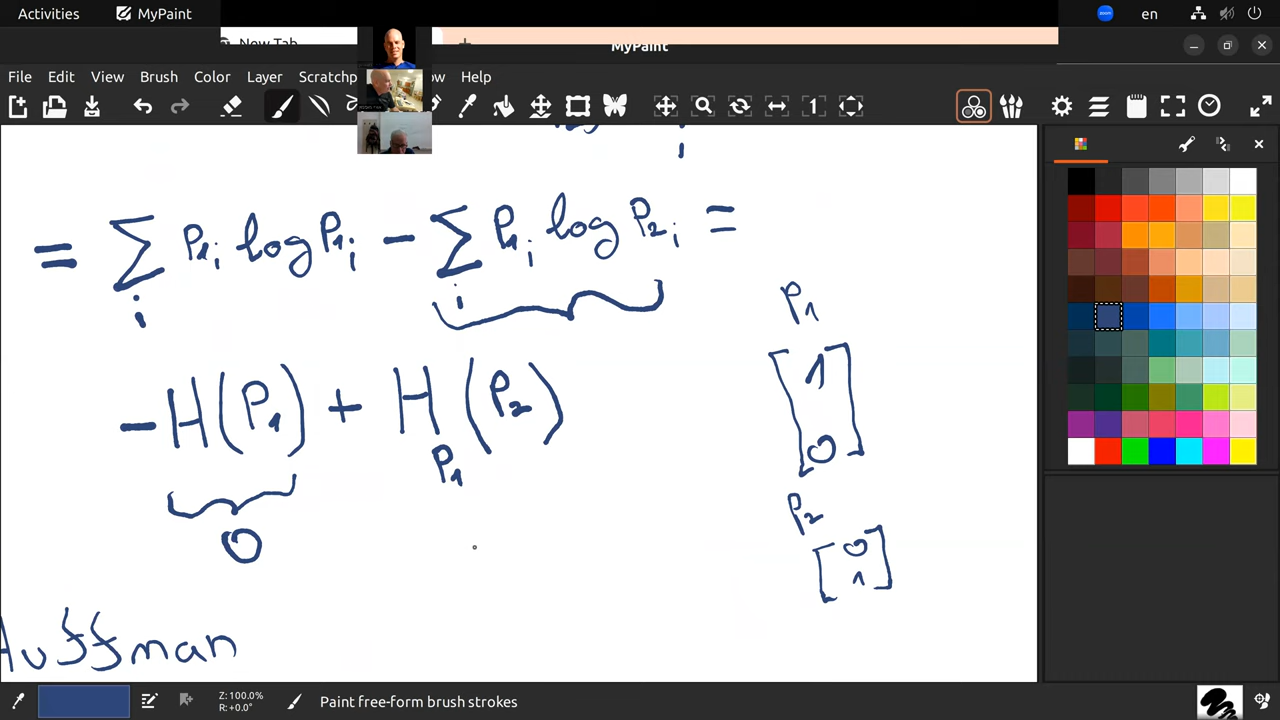 Activities MyPaint en
New Tab
MyPaint
File Edit View Brush Color Layer Scratchp ow Help
i
= ∑ P1i log P1i - ∑ P1i log P2i =
i i
P1
[1 0]
-H(P1) + H (P2)
P1
0
P2
[0 1]
Huffman
Z: 100.0%
R: +0.0°
Paint free-form brush strokes